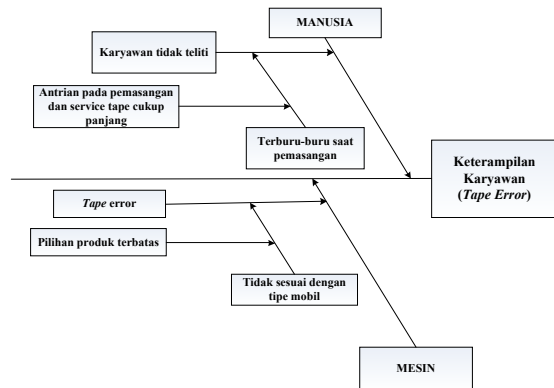 MANUSIA
Karyawan tidak teliti
Antrian pada pemasangan
dan service tape cukup
panjang
Terburu-buru saat
pemasangan
Keterampilan
Karyawan
(Tape Error)
Tape error
Pilihan produk terbatas
Tidak sesuai dengan
tipe mobil
MESIN